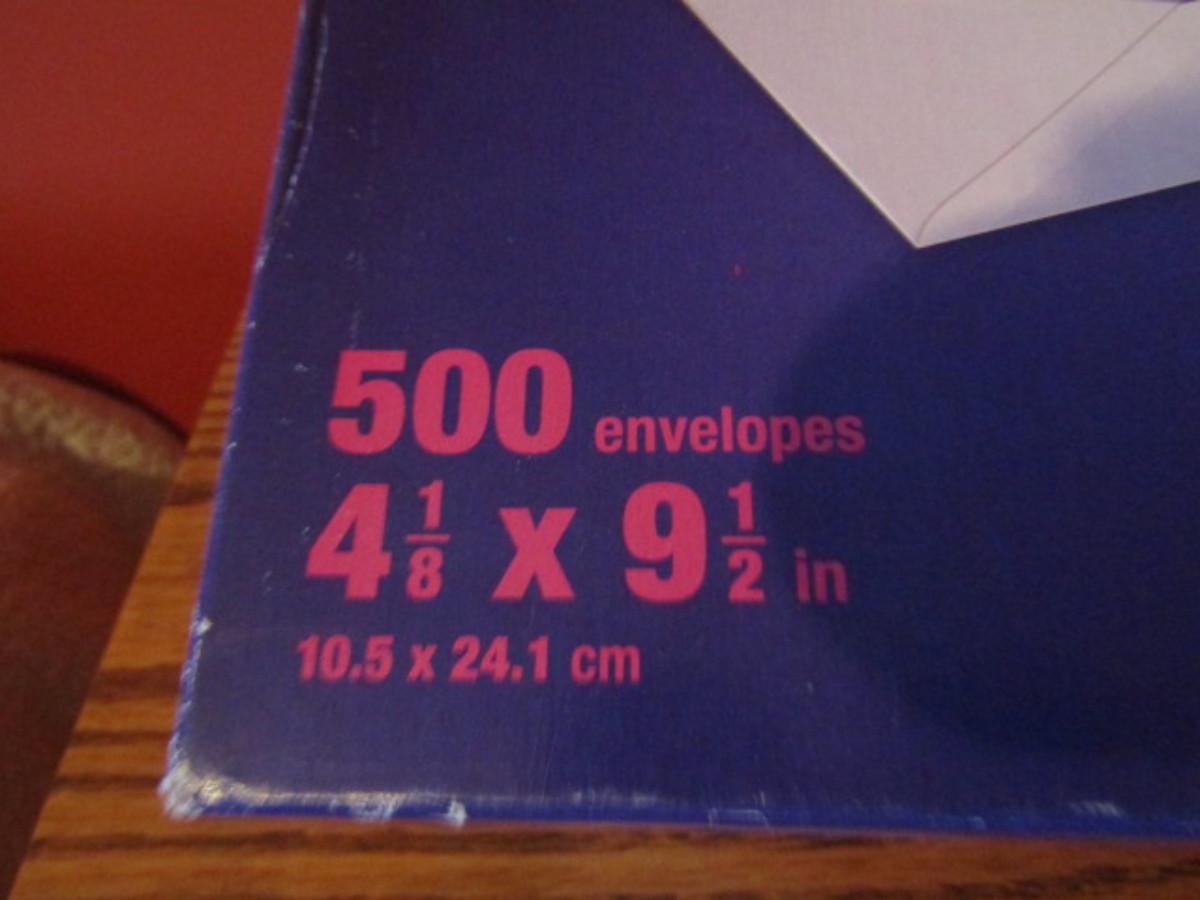 500 envelopes
4 1/8 x 9 1/2 in
10.5 x 24.1 cm